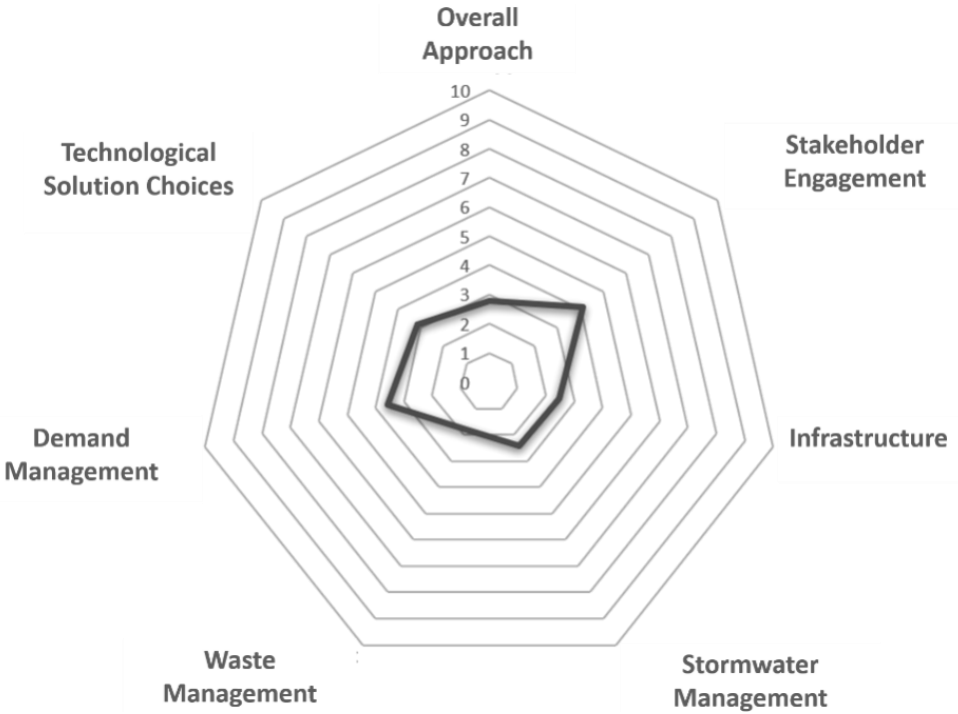 Overall
Approach
Stakeholder
Engagement
Infrastructure
Stormwater
Management
Waste
Management
Demand
Management
Technological
Solution Choices
10
9
8
7
6
5
4
3
2
1
0